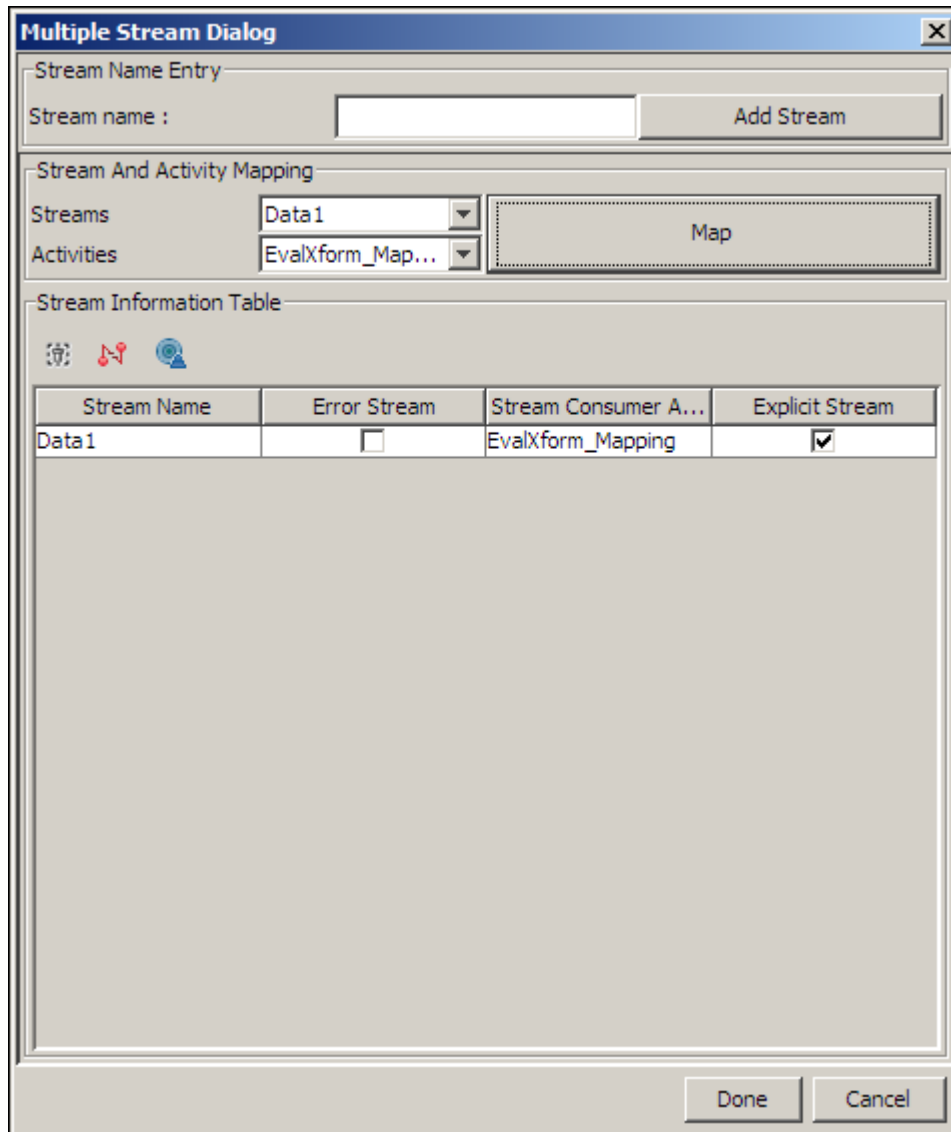 Multiple Stream Dialog
Stream Name Entry
Stream name : Add Stream
Stream And Activity Mapping
Streams Data1
Map
Activities EvalXform_Map...
Stream Information Table
Stream Name Error Stream Stream Consumer A... Explicit Stream
Data1 EvalXform_Mapping
Done Cancel